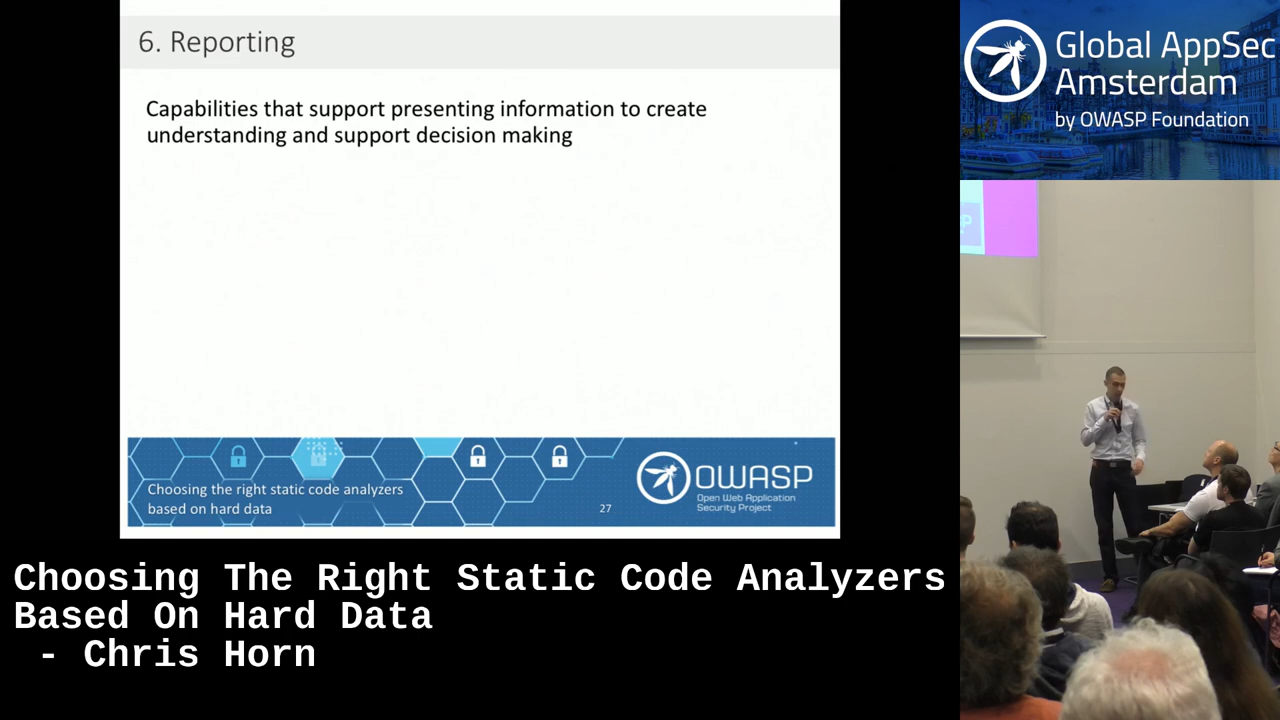 6. Reporting
Capabilities that support presenting information to create
understanding and support decision making
Choosing the right static code analyzers
based on hard data
27
OWASP
Open Web Application
Security Project
Global AppSec
Amsterdam
by OWASP Foundation
Choosing The Right Static Code Analyzers
Based On Hard Data
- Chris Horn